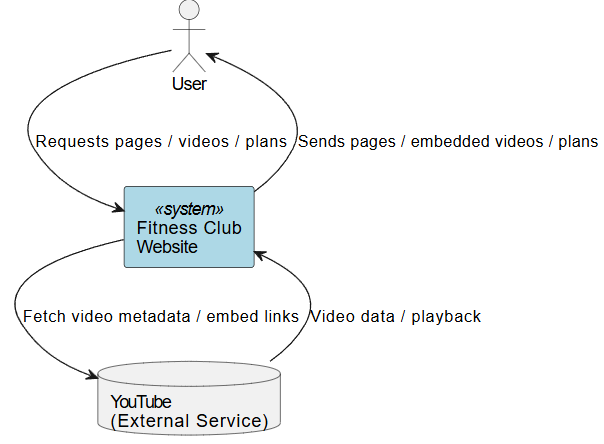 User
Requests pages / videos / plans
Sends pages / embedded videos / plans
«system»
Fitness Club
Website
Fetch video metadata / embed links
Video data / playback
YouTube
(External Service)